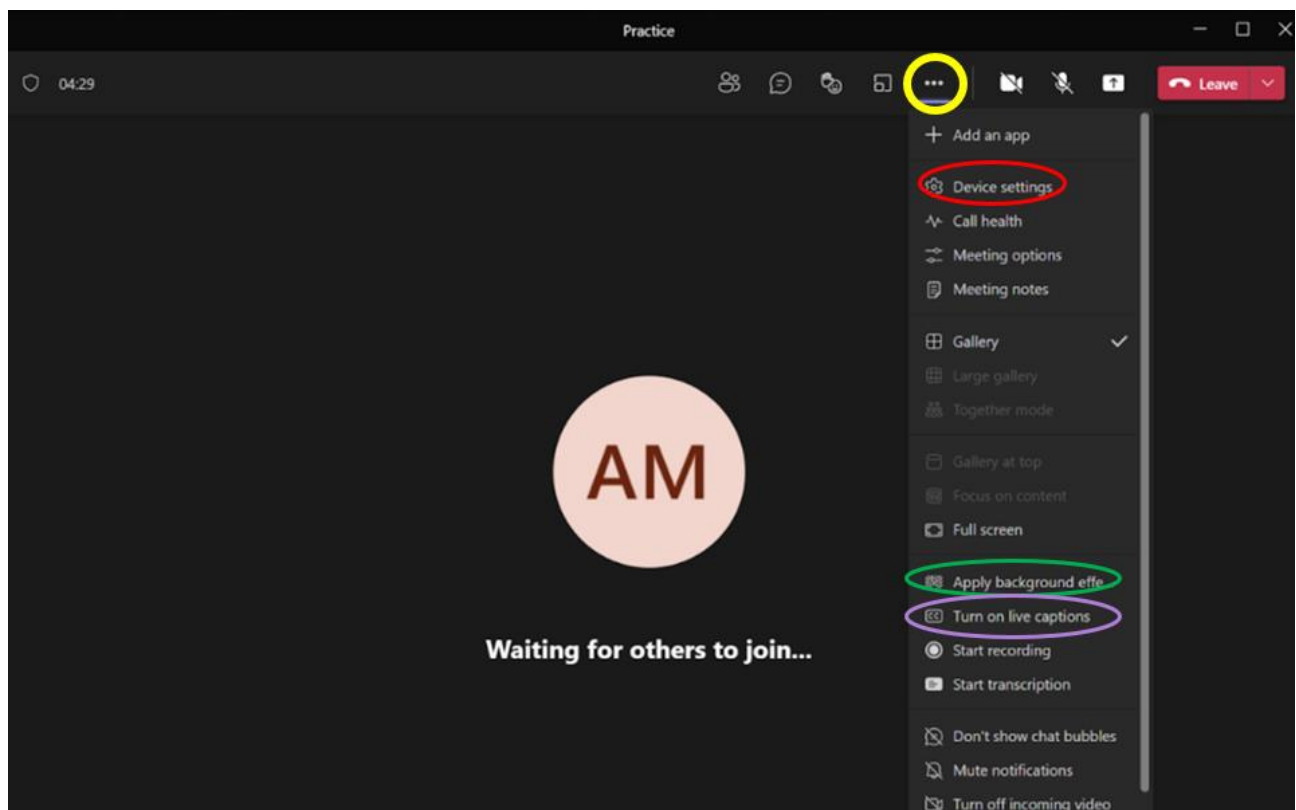 Practice
04:29
Leave
Add an app
Device settings
Call health
Meeting options
Meeting notes
Gallery
Large gallery
Together mode
Gallery at top
Focus on content
Full screen
AM
Apply background effe
CC Turn on live captions
Waiting for others to join...
Start recording
Start transcription
Don't show chat bubbles
Mute notifications
Turn off incoming video